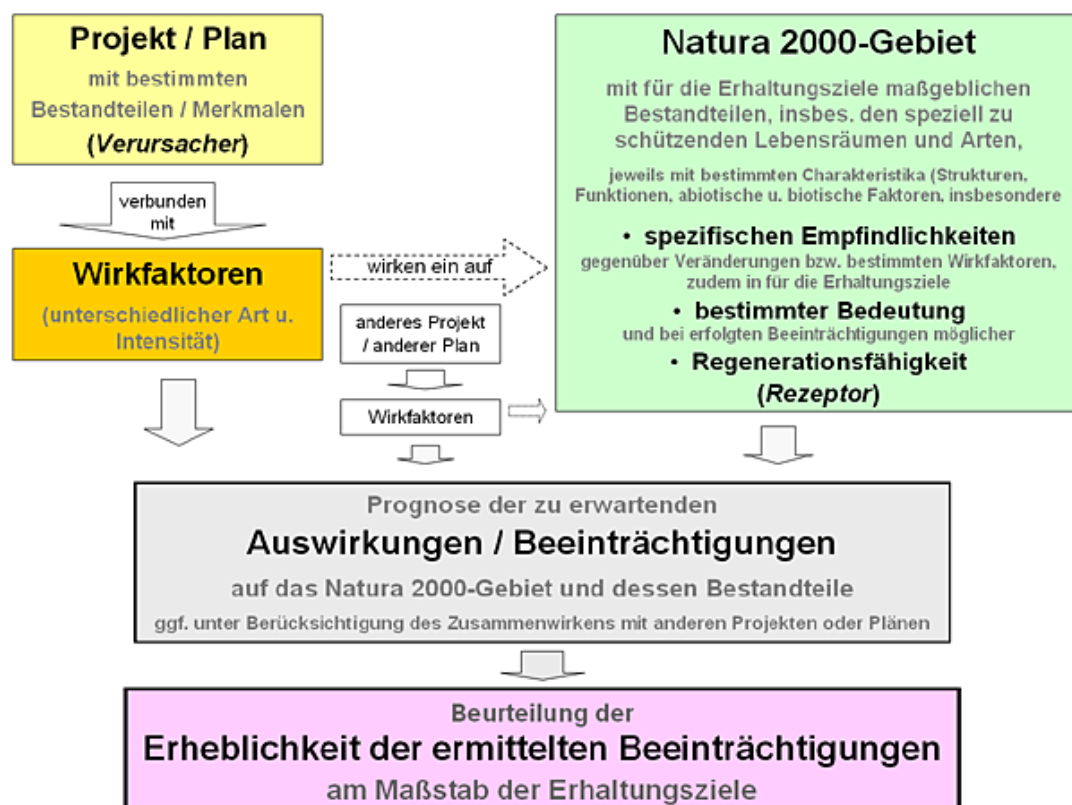 Projekt / Plan
mit bestimmten
Bestandteilen / Merkmalen
(Verursacher)
verbunden
mit
Wirkfaktoren
(unterschiedlicher Art u.
Intensität)
wirken ein auf
anderes Projekt
/ anderer Plan
Wirkfaktoren
Natura 2000-Gebiet
mit für die Erhaltungsziele maßgeblichen
Bestandteilen, insbes. den speziell zu
schützenden Lebensräumen und Arten,
jeweils mit bestimmten Charakteristika (Strukturen,
Funktionen, abiotische u. biotische Faktoren, insbesondere
• spezifischen Empfindlichkeiten
gegenüber Veränderungen bzw. bestimmten Wirkfaktoren,
zudem in für die Erhaltungsziele
• bestimmter Bedeutung
und bei erfolgten Beeinträchtigungen möglicher
• Regenerationsfähigkeit
(Rezeptor)
Prognose der zu erwartenden
Auswirkungen / Beeinträchtigungen
auf das Natura 2000-Gebiet und dessen Bestandteile
ggf. unter Berücksichtigung des Zusammenwirkens mit anderen Projekten oder Plänen
Beurteilung der
Erheblichkeit der ermittelten Beeinträchtigungen
am Maßstab der Erhaltungsziele